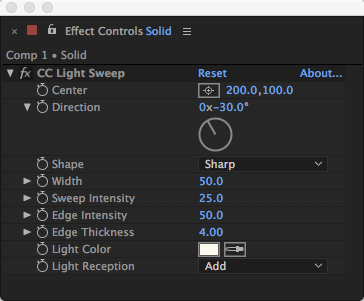 Effect Controls Solid
Comp 1 • Solid
fx CC Light Sweep Reset About...
Center 200.0,100.0
Direction 0x-30.0°
Shape Sharp
Width 50.0
Sweep Intensity 25.0
Edge Intensity 50.0
Edge Thickness 4.00
Light Color
Light Reception Add